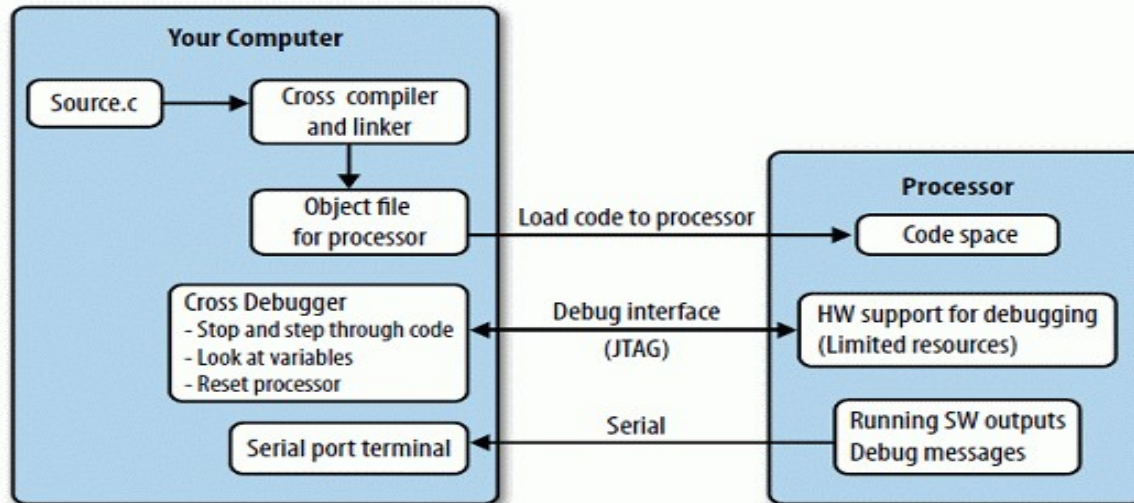 Your Computer
Source.c
Cross compiler
and linker
Object file
for processor
Load code to processor
Processor
Code space
Cross Debugger
- Stop and step through code
- Look at variables
- Reset processor
Debug interface
(JTAG)
HW support for debugging
(Limited resources)
Serial port terminal
Serial
Running SW outputs
Debug messages